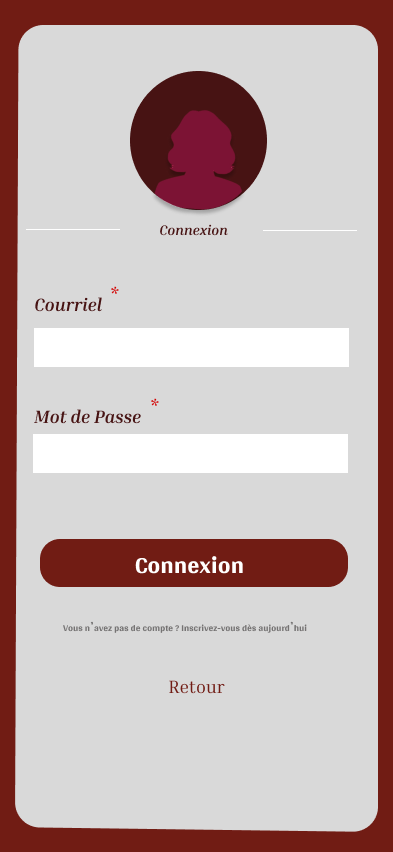 Connexion
Courriel *
Mot de Passe *
Connexion
Vous n'avez pas de compte ? Inscrivez-vous dès aujourd'hui
Retour